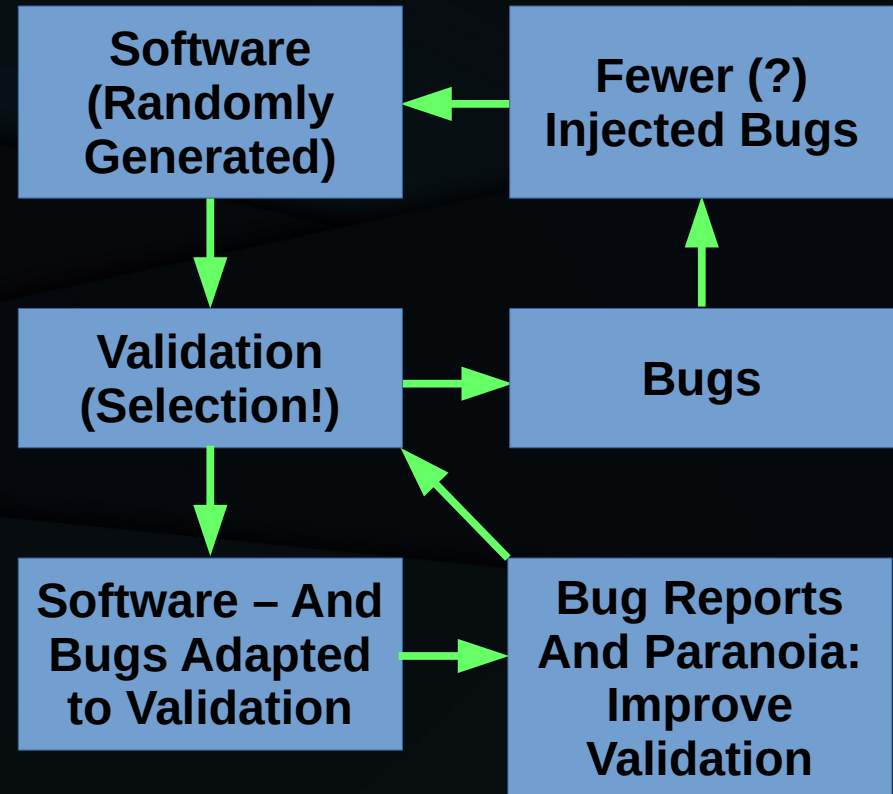 Software
(Randomly
Generated)
Fewer (?)
Injected Bugs
Validation
(Selection!)
Bugs
Software – And
Bugs Adapted
to Validation
Bug Reports
And Paranoia:
Improve
Validation